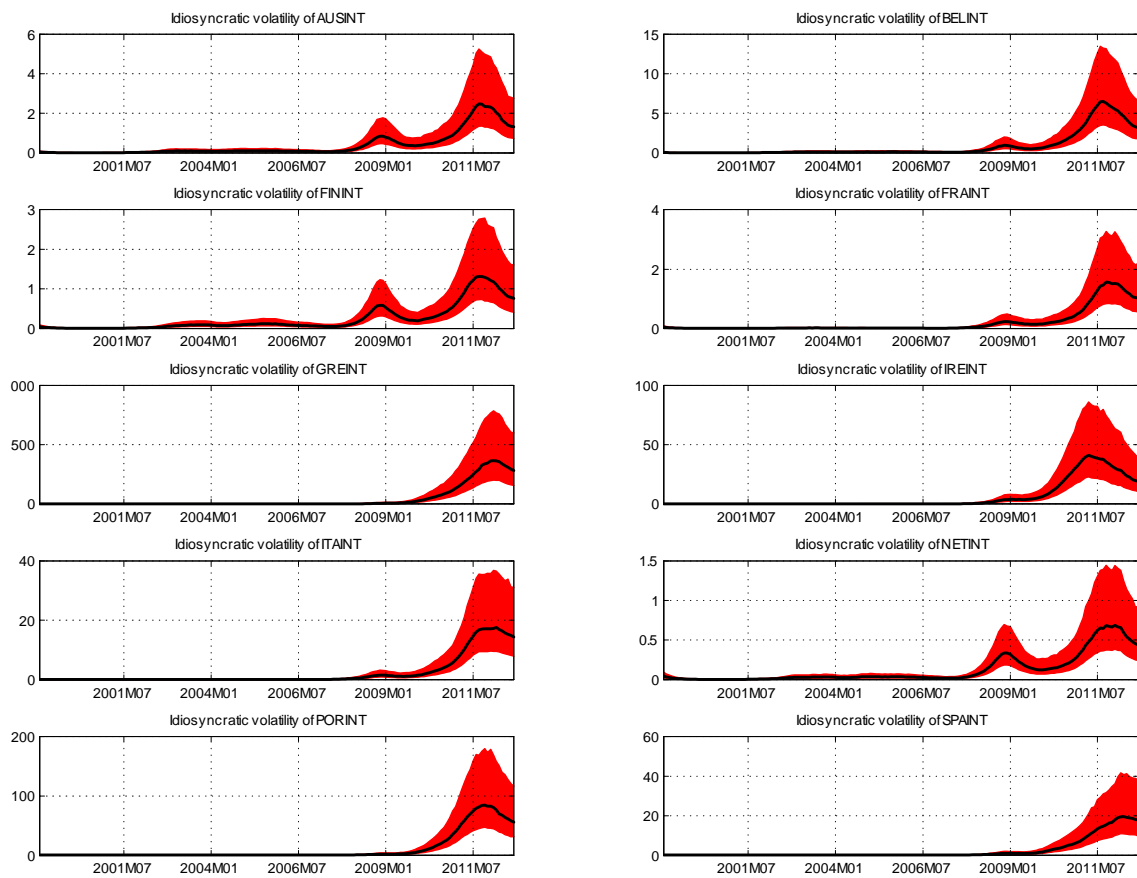 Idiosyncratic volatility of AUSINT
6
4
2
0
2001M07 2004M01 2006M07 2009M01 2011M07
Idiosyncratic volatility of BELINT
15
10
5
0
2001M07 2004M01 2006M07 2009M01 2011M07
Idiosyncratic volatility of FININT
3
2
1
0
2001M07 2004M01 2006M07 2009M01 2011M07
Idiosyncratic volatility of FRAINT
4
2
0
2001M07 2004M01 2006M07 2009M01 2011M07
Idiosyncratic volatility of GREINT
000
500
0
2001M07 2004M01 2006M07 2009M01 2011M07
Idiosyncratic volatility of IREINT
100
50
0
2001M07 2004M01 2006M07 2009M01 2011M07
Idiosyncratic volatility of ITAINT
40
20
0
2001M07 2004M01 2006M07 2009M01 2011M07
Idiosyncratic volatility of NETINT
1.5
1
0.5
0
2001M07 2004M01 2006M07 2009M01 2011M07
Idiosyncratic volatility of PORINT
200
100
0
2001M07 2004M01 2006M07 2009M01 2011M07
Idiosyncratic volatility of SPAINT
60
40
20
0
2001M07 2004M01 2006M07 2009M01 2011M07